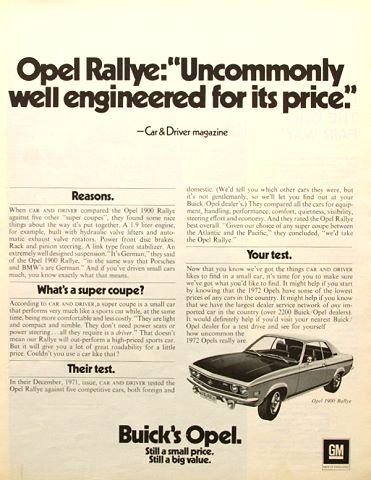 Opel Rallye: "Uncommonly
well engineered for its price."
—Car & Driver magazine
Reasons.
When CAR AND DRIVER compared the Opel 1900 Rallye
against five other "super coupes", they found some nice
things about the way it's put together. A 1.9 liter engine,
for example, built with hydraulic valve lifters and auto-
matic exhaust valve rotators. Power front disc brakes.
Rack and pinion steering. A link type front stabilizer. An
extremely well designed suspension." It's German," they said
of the Opel 1900 Rallye, "in the same way that Porsches
and BMW's are German." And if you've driven small cars
much, you know exactly what that means.
What's a super coupe?
According to CAR AND DRIVER, a super coupe is a small car
that performs very much like a sports car while, at the same
time, being more accessible and less costly. "They are light
and compact and nimble. They don't need power seats or
power steering. . .all they require is a driver." That doesn't
mean our Rallye will out-perform a high-priced sports car.
But it will give you a lot of great roadability for a little
price. Couldn't you use a car like that?
Their test.
In their December, 1971, issue, CAR AND DRIVER tested the
Opel Rallye against five competitive cars, both foreign and
domestic. (We'd tell you which other cars they were, but
it's not gentlemanly, so we'll let you find out at your
Buick/Opel dealer's.) They compared all the cars for equip-
ment, handling, performance, comfort, quietness, visibility,
steering effort and economy. And they rated the Opel Rallye
best overall. "Given our choice of any super coupe between
the Atlantic and the Pacific," they concluded, "we'd take
the Opel Rallye."
Your test.
Now that you know we've got the things CAR AND DRIVER
likes to find in a small car, it's time for you to make sure
we've got what you'd like to find. It might help if you start
by knowing that the 1972 Opels have some of the lowest
prices of any cars in the country. It might help if you know
that we have the largest dealer service network of any im-
ported car in the country (over 2200 Buick/Opel dealers).
It would definitely help if you'd visit your nearest Buick/
Opel dealer for a test drive and see for yourself
how uncommon the
1972 Opels really are.
Opel 1900 Rallye
Buick's Opel.
Still a small price.
Still a big value.
GM